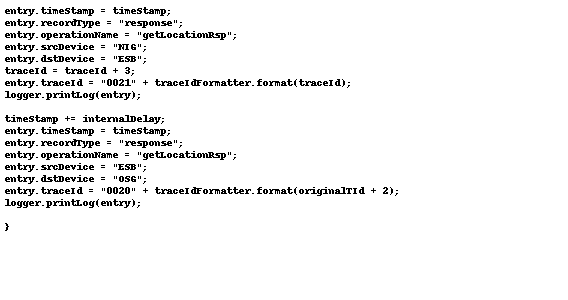 entry.timeStamp = timeStamp;
entry.recordType = "response";
entry.operationName = "getLocationRsp";
entry.srcDevice = "NIG";
entry.dstDevice = "ESB";
traceId = traceId + 3;
entry.traceId = "0021" + traceIdFormatter.format(traceId);
logger.printLog(entry);

timeStamp += internalDelay;
entry.timeStamp = timeStamp;
entry.recordType = "response";
entry.operationName = "getLocationRsp";
entry.srcDevice = "ESB";
entry.dstDevice = "OSG";
entry.traceId = "0020" + traceIdFormatter.format(originalTId + 2);
logger.printLog(entry);

}